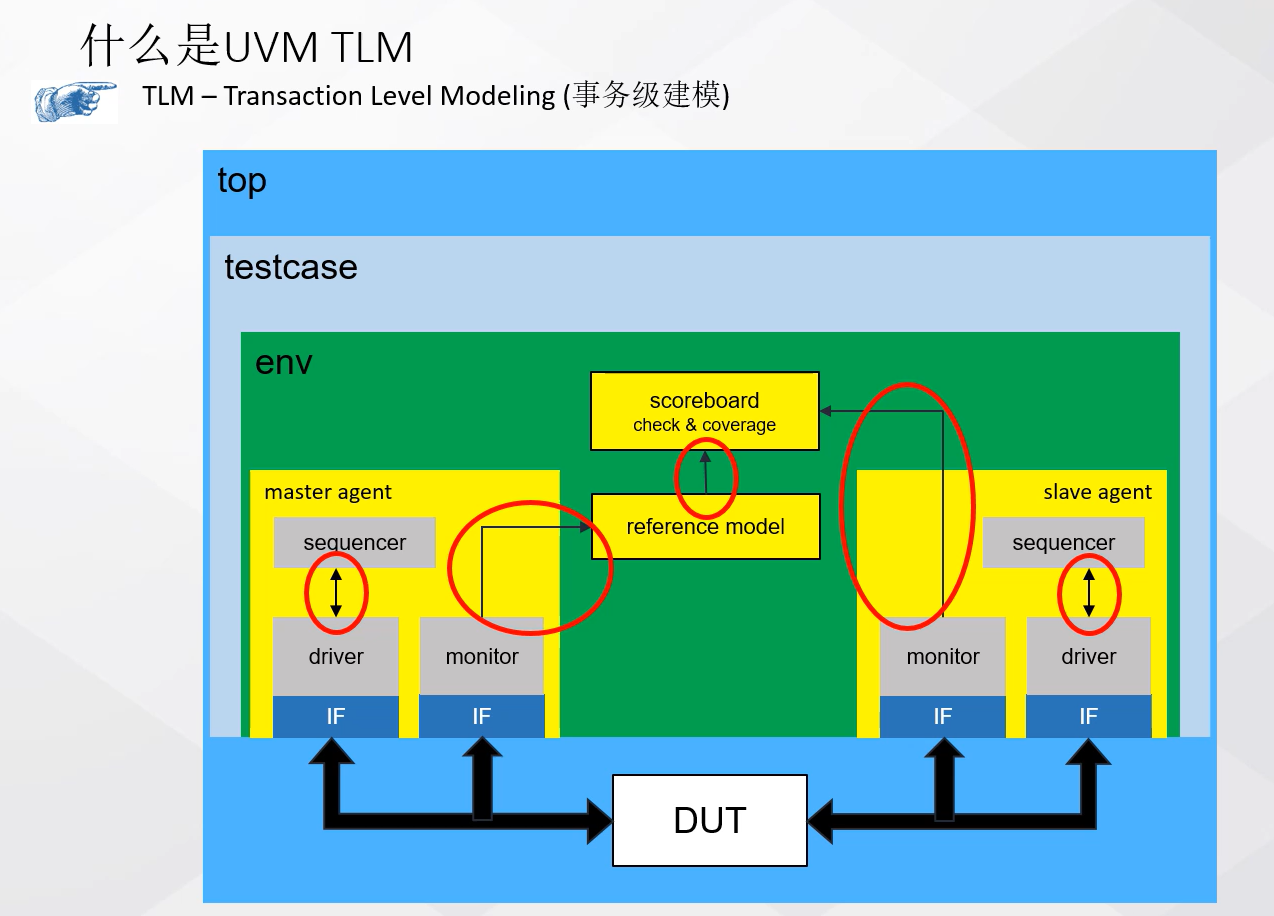 什么是UVM TLM
TLM – Transaction Level Modeling (事务级建模)
top
testcase
env
scoreboard
check & coverage
master agent
slave agent
reference model
sequencer
sequencer
driver
monitor
monitor
driver
IF
IF
IF
IF
DUT